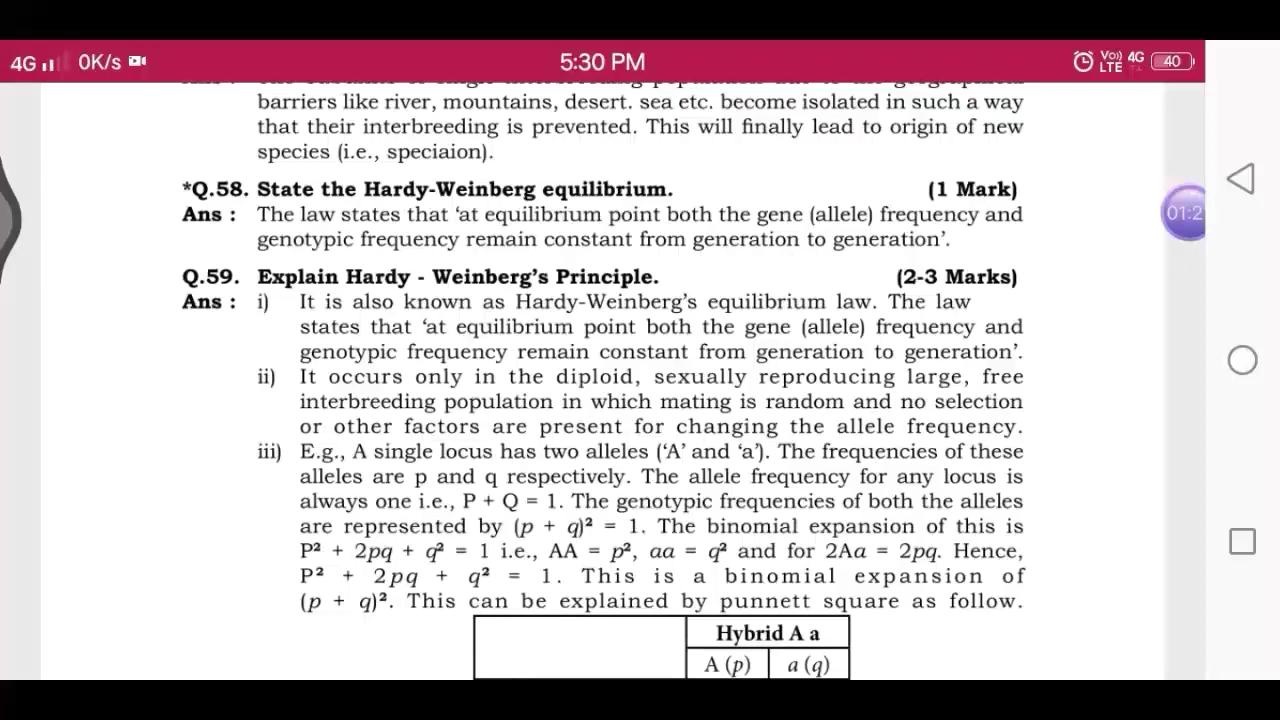 4G 0K/s 5:30 PM Vo)) LTE 4G 40
barriers like river, mountains, desert. sea etc. become isolated in such a way
that their interbreeding is prevented. This will finally lead to origin of new
species (i.e., speciaion).
*Q.58. State the Hardy-Weinberg equilibrium. (1 Mark)
01:2
Ans : The law states that ‘at equilibrium point both the gene (allele) frequency and
genotypic frequency remain constant from generation to generation’.
Q.59. Explain Hardy - Weinberg’s Principle. (2-3 Marks)
Ans : i) It is also known as Hardy-Weinberg’s equilibrium law. The law
states that ‘at equilibrium point both the gene (allele) frequency and
genotypic frequency remain constant from generation to generation’.
ii) It occurs only in the diploid, sexually reproducing large, free
interbreeding population in which mating is random and no selection
or other factors are present for changing the allele frequency.
iii) E.g., A single locus has two alleles (‘A’ and ‘a’). The frequencies of these
alleles are p and q respectively. The allele frequency for any locus is
always one i.e., P + Q = 1. The genotypic frequencies of both the alleles
are represented by (p + q)² = 1. The binomial expansion of this is
P² + 2pq + q² = 1 i.e., AA = p², aa = q² and for 2Aa = 2pq. Hence,
P² + 2pq + q² = 1. This is a binomial expansion of
(p + q)². This can be explained by punnett square as follow.
Hybrid A a
A (p) a (q)